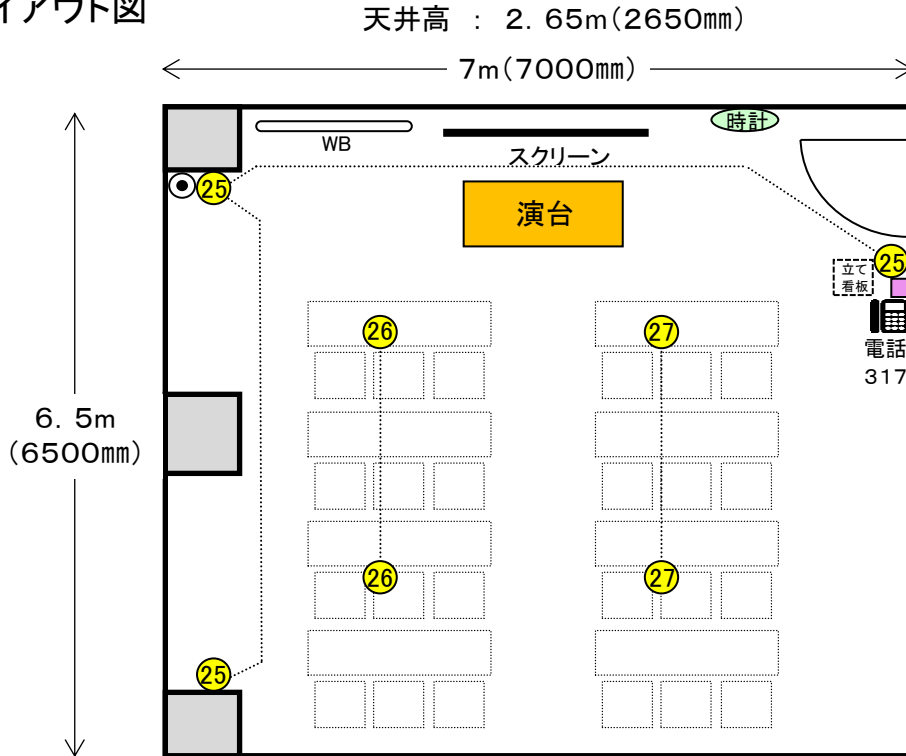 イアウト図
天井高 : 2.65m(2650㎜)
7m(7000㎜)
時計
WB
スクリーン
25
演台
25
立て
看板
26
27
電話
317
6.5m
(6500㎜)
26
27
25